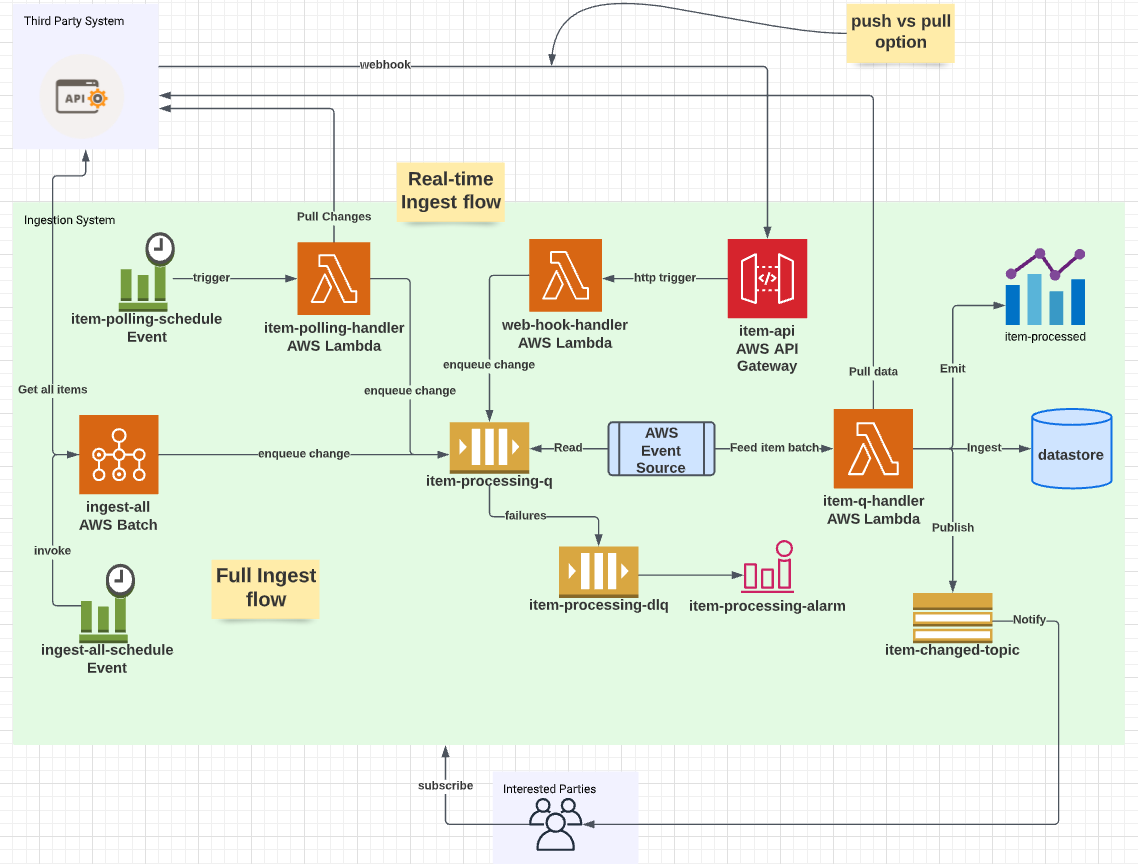 Third Party System
API
push vs pull
option
webhook
Real-time
Ingest flow
Ingestion System
Pull Changes
trigger
http trigger
item-polling-schedule
Event
item-polling-handler
AWS Lambda
web-hook-handler
AWS Lambda
item-api
AWS API
Gateway
item-processed
enqueue change
Pull data
Emit
Get all items
enqueue change
AWS
Event
Source
Read
Feed item batch
Ingest
datastore
enqueue change
item-processing-q
ingest-all
AWS Batch
item-q-handler
AWS Lambda
failures
Publish
invoke
Full Ingest
flow
item-processing-dlq
item-processing-alarm
Notify
ingest-all-schedule
Event
item-changed-topic
subscribe
Interested Parties